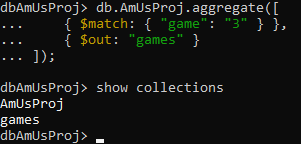 dbAmUsProj> db.AmUsProj.aggregate([
...     { $match: { "game": "3" } },
...     { $out: "games" }
... ]);
dbAmUsProj> show collections
AmUsProj
games
dbAmUsProj>